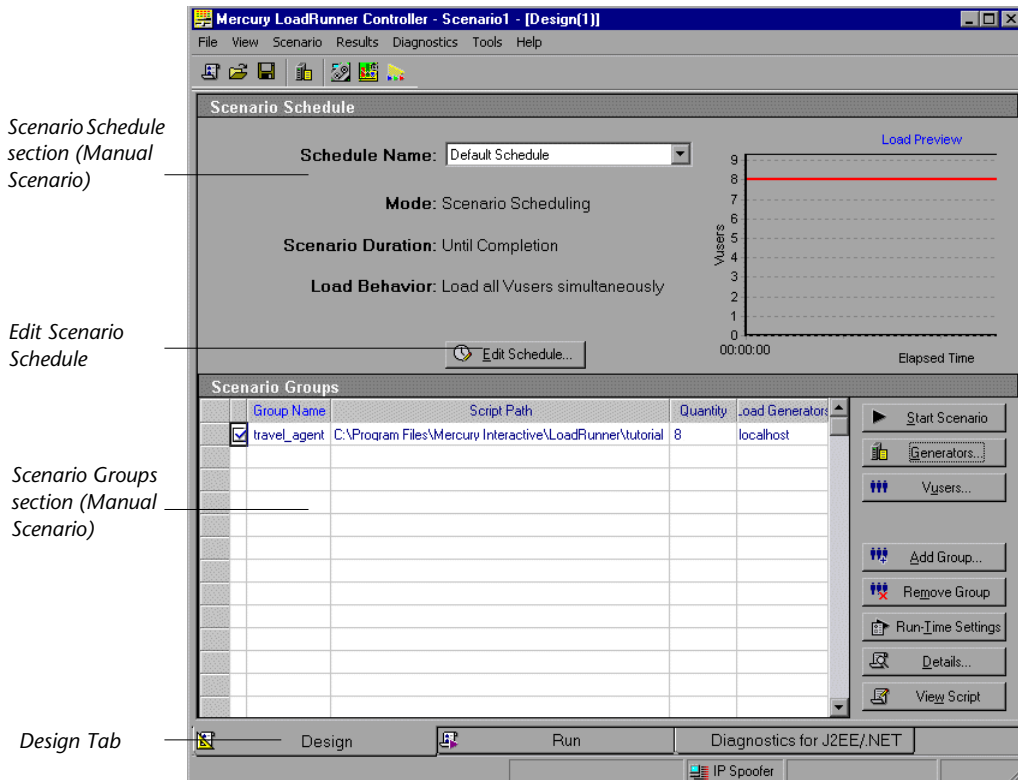 Mercury LoadRunner Controller - Scenario1 - [Design(1)]
File View Scenario Results Diagnostics Tools Help
Scenario Schedule
Scenario Schedule
section (Manual
Scenario)
Schedule Name: Default Schedule
Mode: Scenario Scheduling
Scenario Duration: Until Completion
Load Behavior: Load all Vusers simultaneously
Load Preview
Vusers
9
8
7
6
5
4
3
2
1
0
00:00:00
Elapsed Time
Edit Scenario
Schedule
Edit Schedule...
Scenario Groups
Group Name Script Path Quantity Load Generators
travel_agent C:\Program Files\Mercury Interactive\LoadRunner\tutorial 8 localhost
Scenario Groups
section (Manual
Scenario)
Start Scenario
Generators...
Vusers...
Add Group...
Remove Group
Run-Time Settings
Details...
View Script
Design Tab
Design Run Diagnostics for J2EE/.NET
IP Spoofer